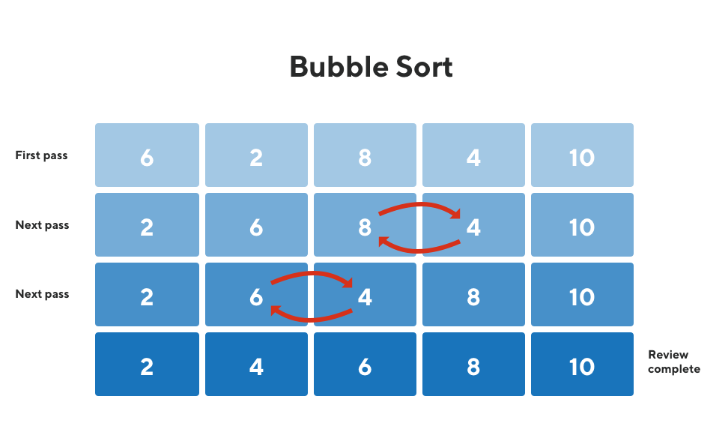 Bubble Sort
First pass 6 2 8 4 10
Next pass 2 6 8 4 10
Next pass 2 6 4 8 10
2 4 6 8 10 Review
complete